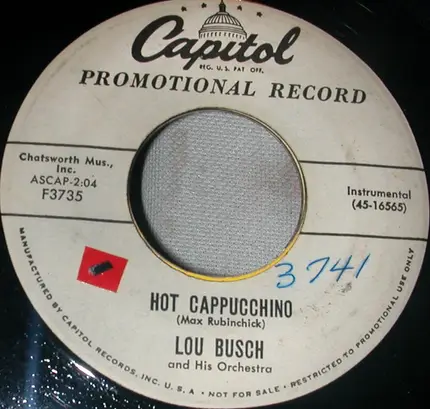 Capitol
REG. U.S. PAT. OFF.
PROMOTIONAL RECORD
Chatsworth Mus.,
Inc.
ASCAP-2:04
F3735
Instrumental
(45-16565)
3741
HOT CAPPUCCHINO
(Max Rubinchick)
LOU BUSCH
and His Orchestra
MANUFACTURED BY CAPITOL RECORDS, INC. U.S.A • NOT FOR SALE • RESTRICTED TO PROMOTIONAL USE ONLY